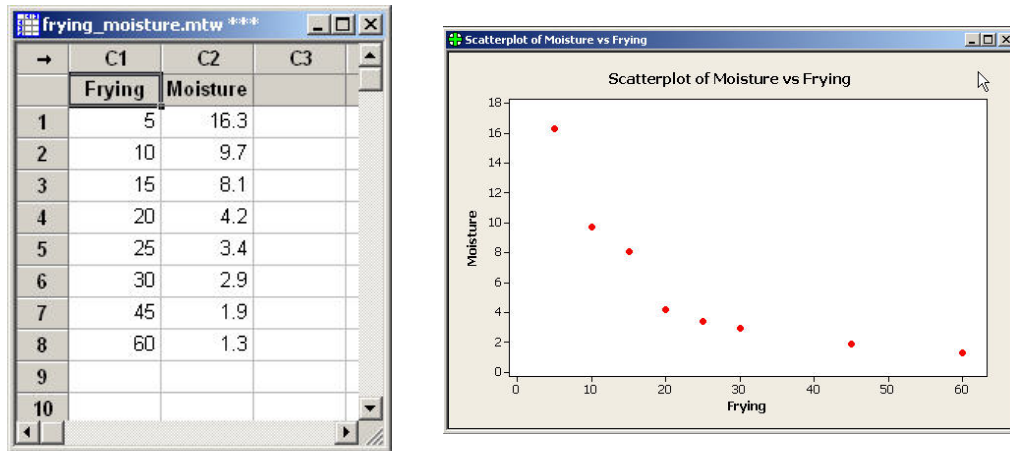 frying_moisture.mtw ***
→ C1 C2 C3
Frying Moisture
1 5 16.3
2 10 9.7
3 15 8.1
4 20 4.2
5 25 3.4
6 30 2.9
7 45 1.9
8 60 1.3
9
10
Scatterplot of Moisture vs Frying
Scatterplot of Moisture vs Frying
18
16
14
12
10
8
6
4
2
0
Moisture
0 10 20 30 40 50 60
Frying